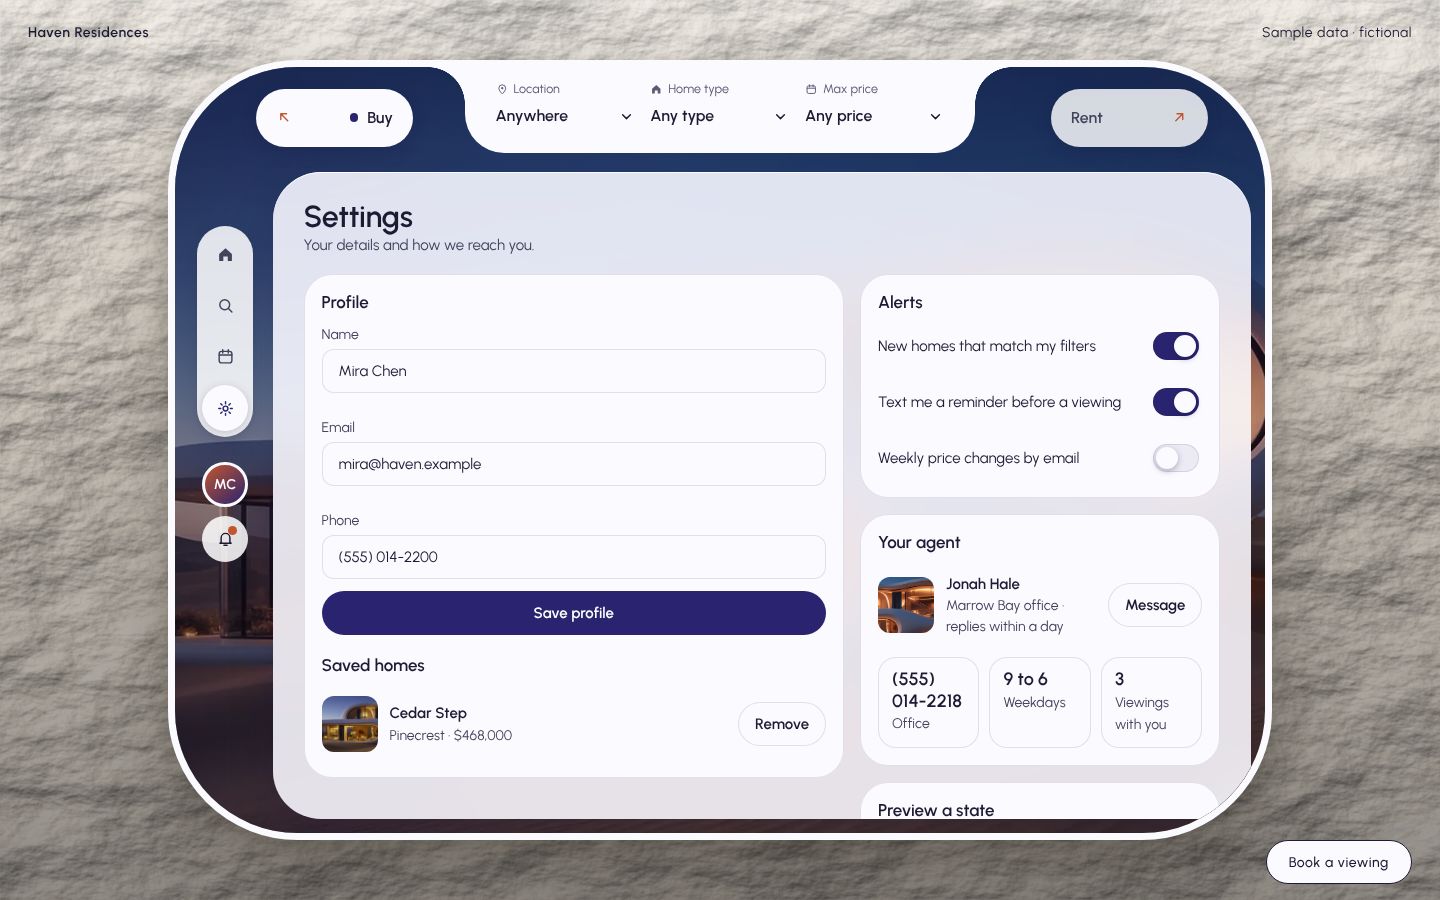 Haven Residences
Sample data · fictional
Buy
Location
Anywhere
Home type
Any type
Max price
Any price
Rent
Settings
Your details and how we reach you.
MC
Profile
Name
Mira Chen
Email
mira@haven.example
Phone
(555) 014-2200
Save profile
Saved homes
Cedar Step
Pinecrest · $468,000
Remove
Alerts
New homes that match my filters
Text me a reminder before a viewing
Weekly price changes by email
Your agent
Jonah Hale
Marrow Bay office ·
replies within a day
Message
(555)
014-2218
Office
9 to 6
Weekdays
3
Viewings
with you
Preview a state
Book a viewing